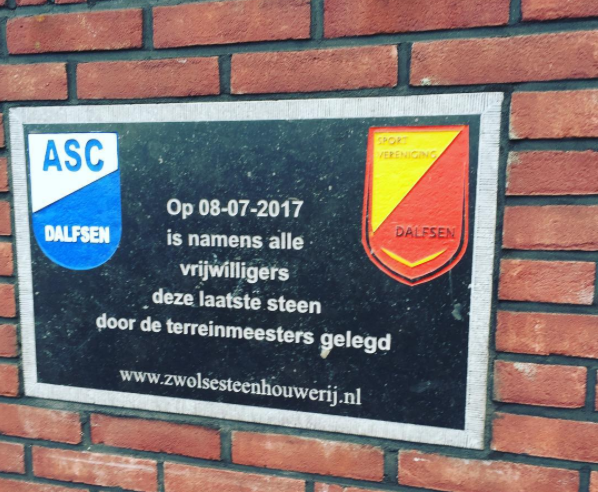 ASC
DALFSEN
SPORT
VERENIGING
DALFSEN
Op 08-07-2017
is namens alle
vrijwilligers
deze laatste steen
door de terreinmeesters gelegd
www.zwolsesteenhouwerij.nl